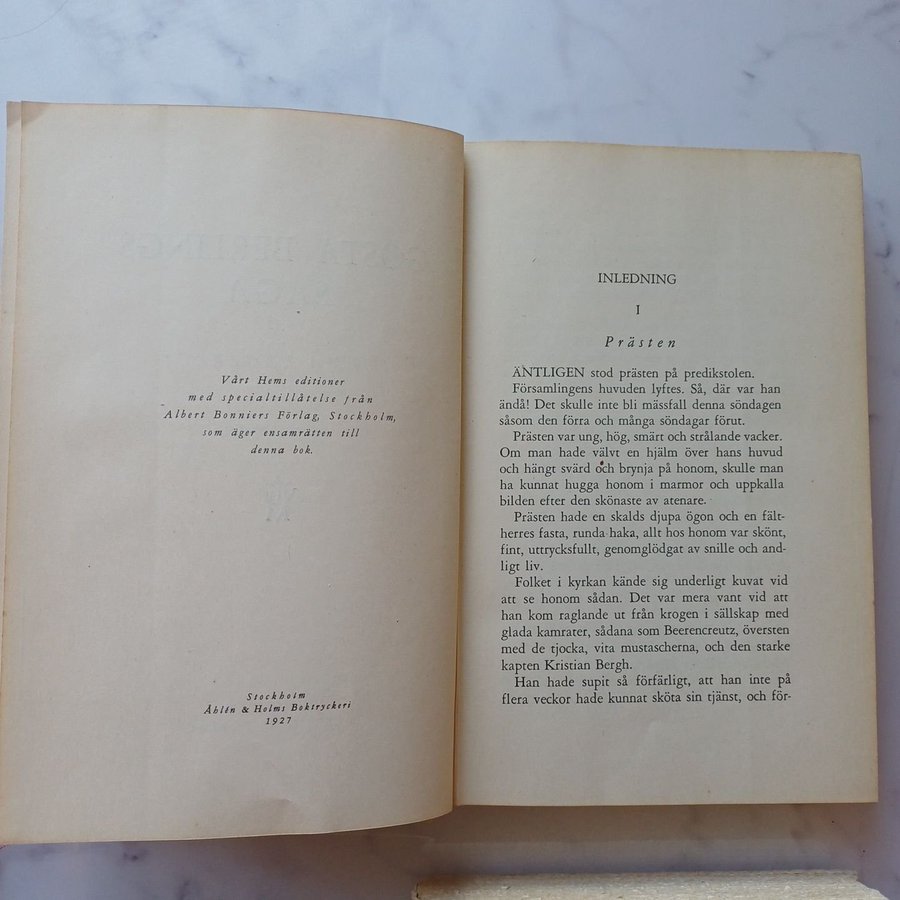 Vårt Hems editioner
med specialtillåtelse från
Albert Bonniers Förlag, Stockholm,
som äger ensamrätten till
denna bok.
Stockholm
Åhlén & Holms Boktryckeri
1927
INLEDNING
I
Prästen
ÄNTLIGEN stod prästen på predikstolen.
Församlingens huvuden lyftes. Så, där var han
ändå! Det skulle inte bli mässfall denna söndagen
såsom den förra och många söndagar förut.
Prästen var ung, hög, smärt och strålande vacker.
Om man hade välvt en hjälm över hans huvud
och hängt svärd och brynja på honom, skulle man
ha kunnat hugga honom i marmor och uppkalla
bilden efter den skönaste av atenare.
Prästen hade en skalds djupa ögon och en fält-
herres fasta, runda haka, allt hos honom var skönt,
fint, uttrycksfullt, genomglödgat av snille och and-
ligt liv.
Folket i kyrkan kände sig underligt kuvat vid
att se honom sådan. Det var mera vant vid att
han kom raglande ut från krogen i sällskap med
glada kamrater, sådana som Beerencreutz, översten
med de tjocka, vita mustascherna, och den starke
kapten Kristian Bergh.
Han hade supit så förfärligt, att han inte på
flera veckor hade kunnat sköta sin tjänst, och för-